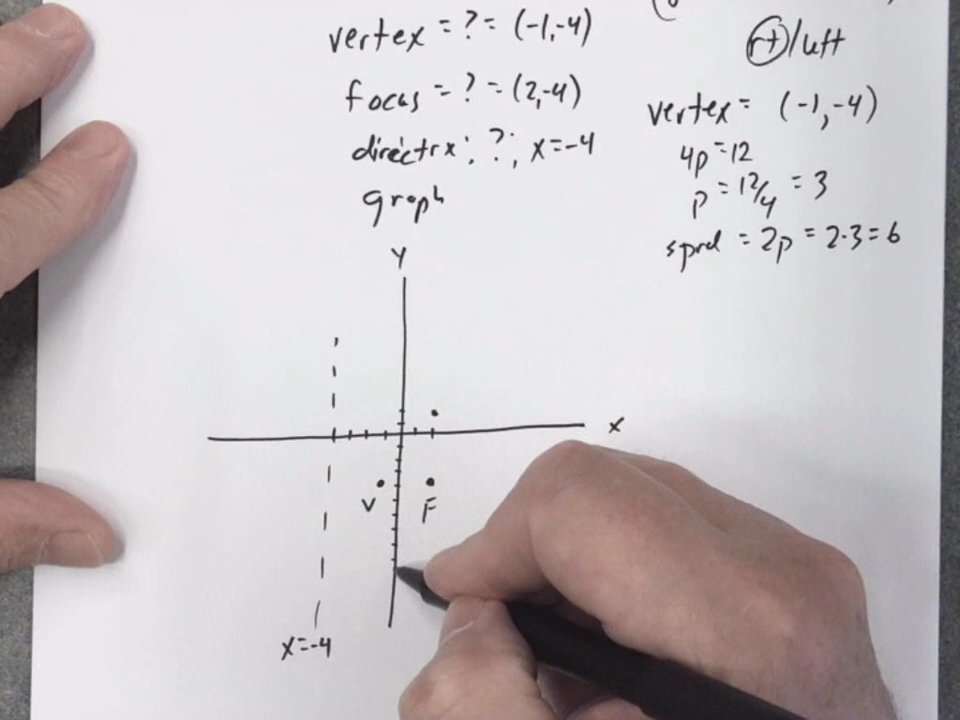 vertex = ? = (-1,-4)
focus = ? = (2,-4)
directrx: ?; x=-4
graph
rt/left
vertex= (-1,-4)
4p=12
p = 12/4 = 3
sprd = 2p = 2·3=6
Y
X
V
F
X=-4